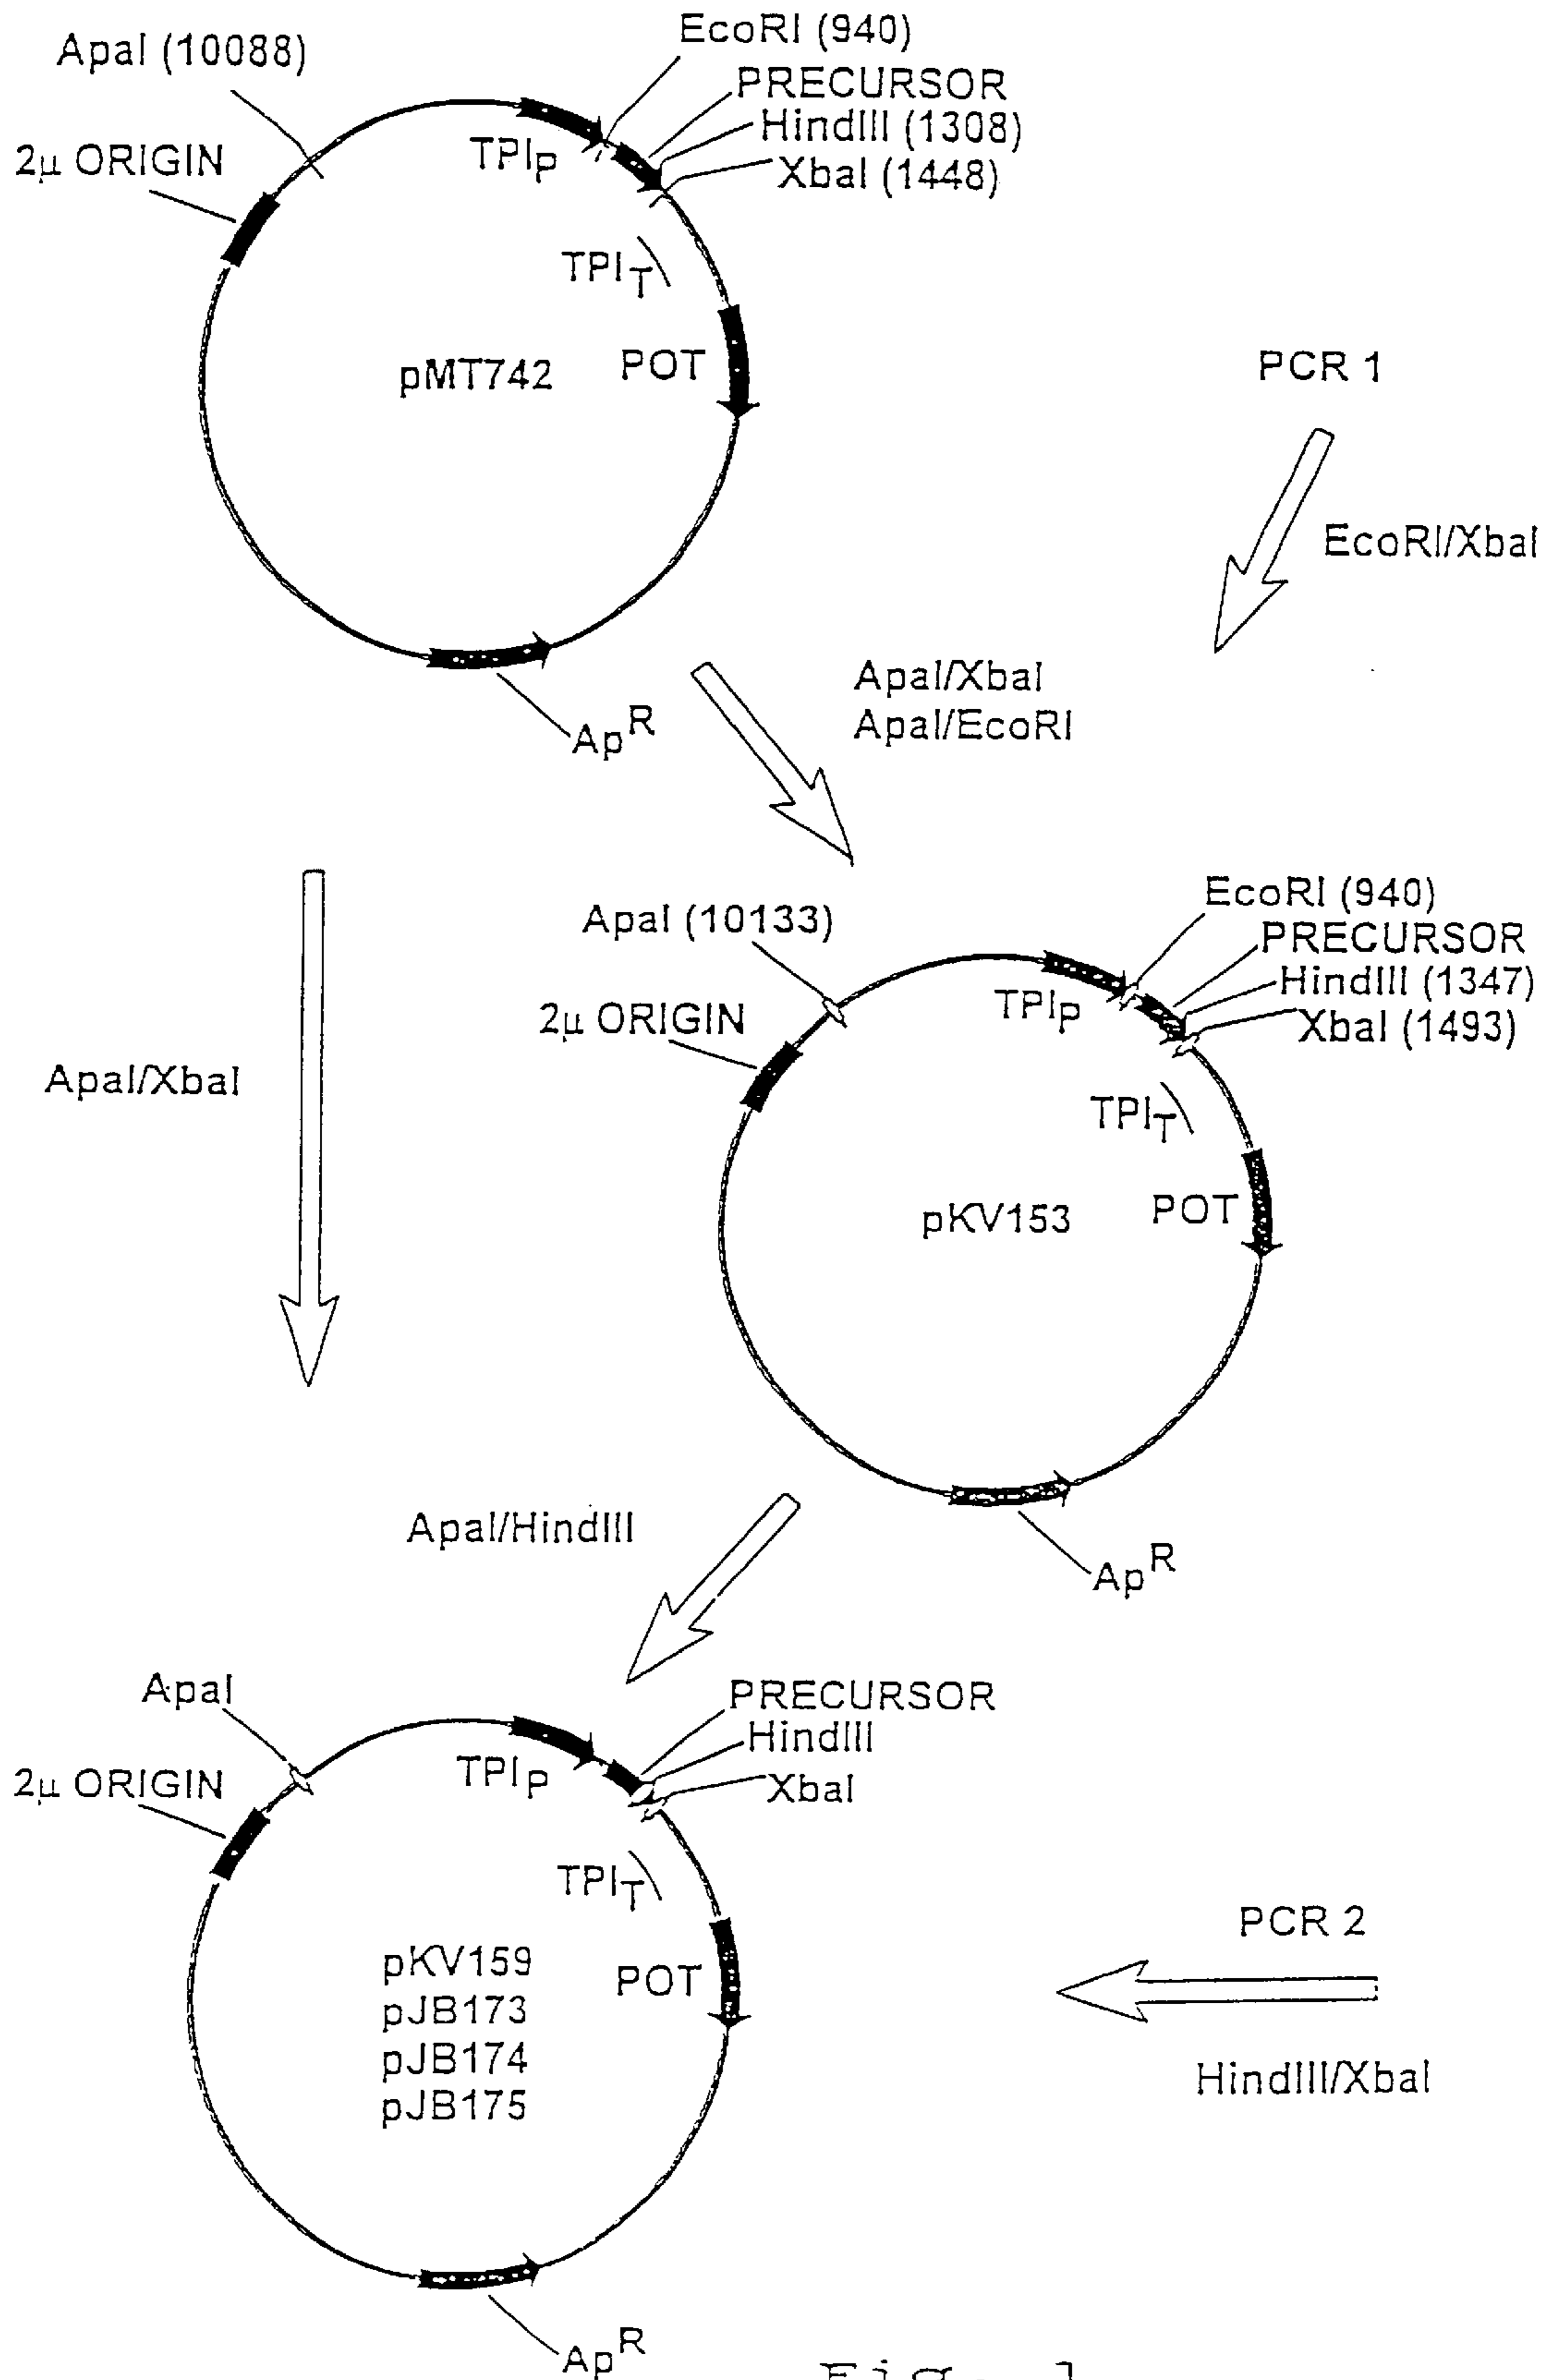 ApaI (10088)
EcoRI (940)
PRECURSOR
HindIII (1308)
XbaI (1448)
2μ ORIGIN
TPIP
TPIT
POT
pMT742
ApR
PCR 1
EcoRI/XbaI
ApaI/XbaI
ApaI/EcoRI
ApaI (10133)
EcoRI (940)
PRECURSOR
HindIII (1347)
XbaI (1493)
2μ ORIGIN
TPIP
TPIT
POT
pKV153
ApR
ApaI/XbaI
ApaI/HindIII
ApaI
PRECURSOR
HindIII
XbaI
2μ ORIGIN
TPIP
TPIT
POT
pKV159
pJB173
pJB174
pJB175
ApR
PCR 2
HindIII/XbaI
Fig. 1